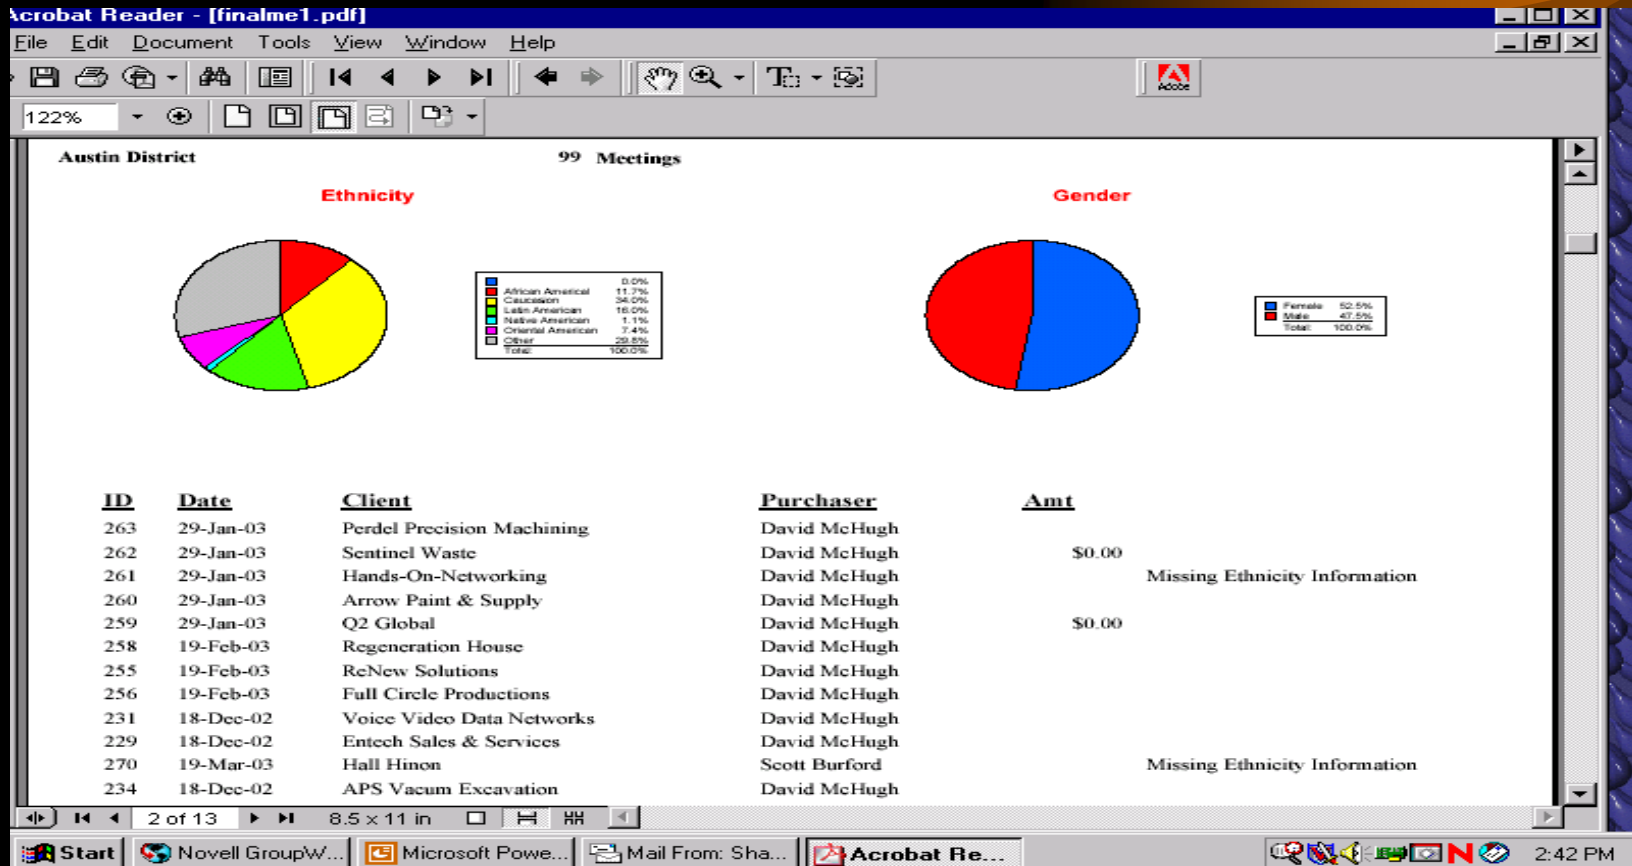 Acrobat Reader - [finalme1.pdf]
File Edit Document Tools View Window Help
Adobe
122%
Austin District 99 Meetings
Ethnicity Gender
0.0%
African Americal 11.7%
Caucasion 34.0%
Latin American 16.0%
Native American 1.1%
Oriental American 7.4%
Other 29.8%
Total: 100.0%
Female 52.5%
Male 47.5%
Total: 100.0%
ID Date Client Purchaser Amt
263 29-Jan-03 Perdel Precision Machining David McHugh
262 29-Jan-03 Sentinel Waste David McHugh $0.00
261 29-Jan-03 Hands-On-Networking David McHugh Missing Ethnicity Information
260 29-Jan-03 Arrow Paint & Supply David McHugh
259 29-Jan-03 Q2 Global David McHugh $0.00
258 19-Feb-03 Regeneration House David McHugh
255 19-Feb-03 ReNew Solutions David McHugh
256 19-Feb-03 Full Circle Productions David McHugh
231 18-Dec-02 Voice Video Data Networks David McHugh
229 18-Dec-02 Entech Sales & Services David McHugh
270 19-Mar-03 Hall Hinon Scott Burford Missing Ethnicity Information
234 18-Dec-02 APS Vacum Excavation David McHugh
2 of 13 8.5 x 11 in
Start Novell GroupW... Microsoft Powe... Mail From: Sha... Acrobat Re... 2:42 PM